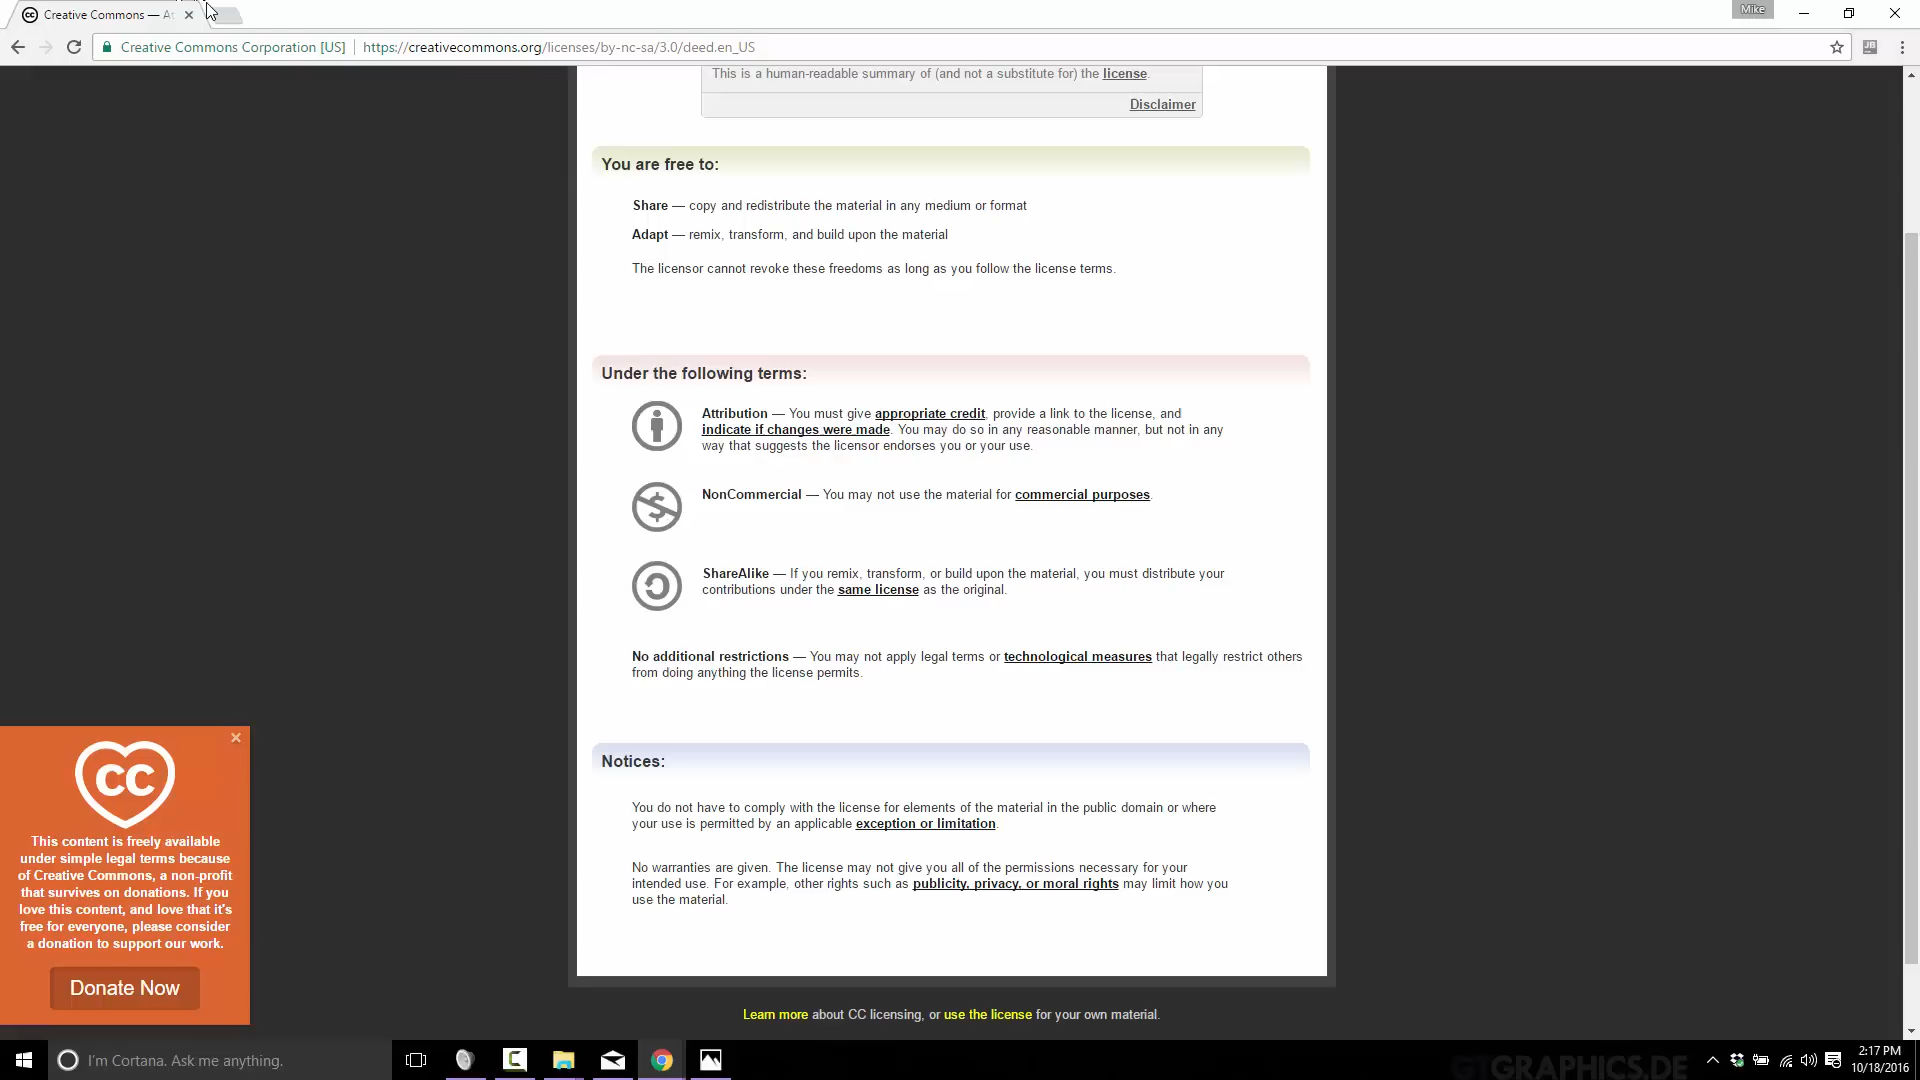 Creative Commons — At
Mike
Creative Commons Corporation [US]
https://creativecommons.org/licenses/by-nc-sa/3.0/deed.en_US
JB
This is a human-readable summary of (and not a substitute for) the license.
Disclaimer
You are free to:
Share — copy and redistribute the material in any medium or format
Adapt — remix, transform, and build upon the material
The licensor cannot revoke these freedoms as long as you follow the license terms.
Under the following terms:
Attribution — You must give appropriate credit, provide a link to the license, and
indicate if changes were made. You may do so in any reasonable manner, but not in any
way that suggests the licensor endorses you or your use.
NonCommercial — You may not use the material for commercial purposes.
ShareAlike — If you remix, transform, or build upon the material, you must distribute your
contributions under the same license as the original.
No additional restrictions — You may not apply legal terms or technological measures that legally restrict others
from doing anything the license permits.
Notices:
You do not have to comply with the license for elements of the material in the public domain or where
your use is permitted by an applicable exception or limitation.
No warranties are given. The license may not give you all of the permissions necessary for your
intended use. For example, other rights such as publicity, privacy, or moral rights may limit how you
use the material.
cc
This content is freely available
under simple legal terms because
of Creative Commons, a non-profit
that survives on donations. If you
love this content, and love that it's
free for everyone, please consider
a donation to support our work.
Donate Now
Learn more about CC licensing, or use the license for your own material.
I'm Cortana. Ask me anything.
GTGRAPHICS.DE
2:17 PM
10/18/2016